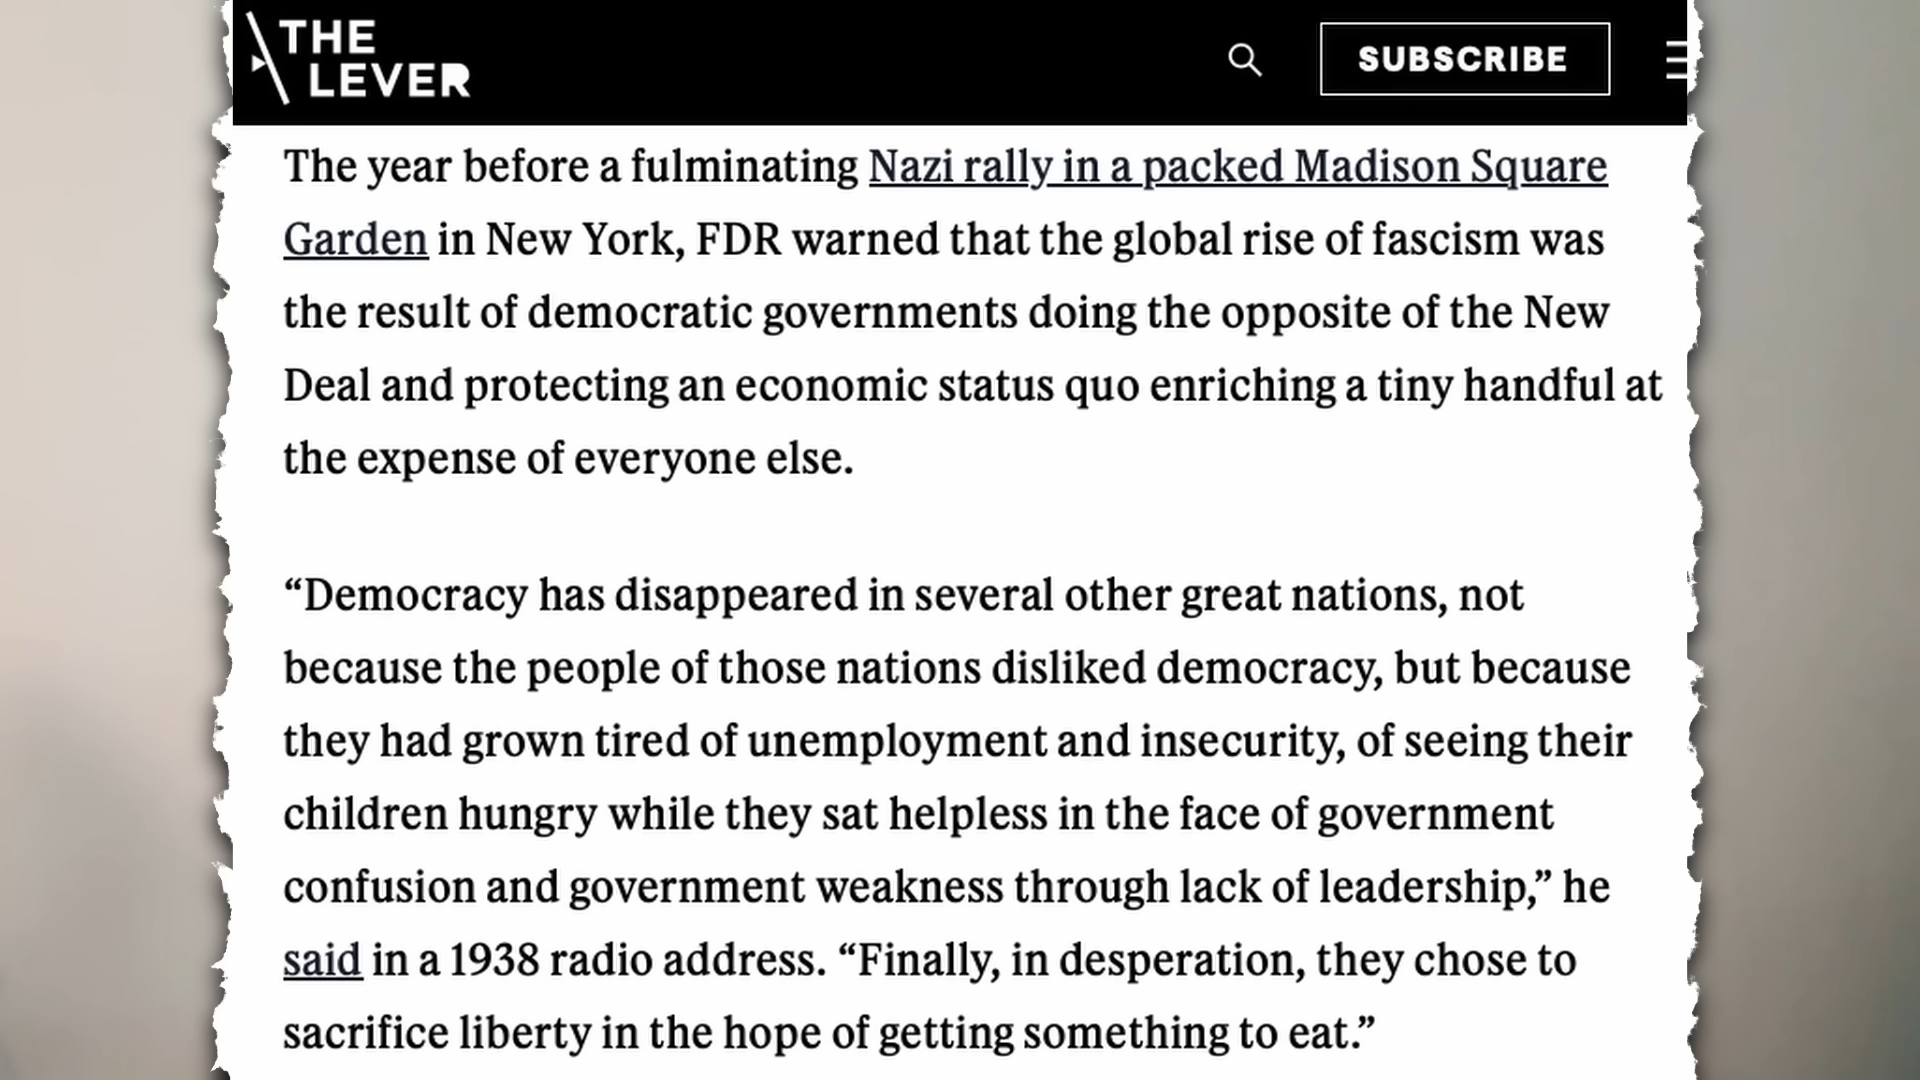 THE
LEVER
SUBSCRIBE
The year before a fulminating Nazi rally in a packed Madison Square
Garden in New York, FDR warned that the global rise of fascism was
the result of democratic governments doing the opposite of the New
Deal and protecting an economic status quo enriching a tiny handful at
the expense of everyone else.
“Democracy has disappeared in several other great nations, not
because the people of those nations disliked democracy, but because
they had grown tired of unemployment and insecurity, of seeing their
children hungry while they sat helpless in the face of government
confusion and government weakness through lack of leadership,” he
said in a 1938 radio address. “Finally, in desperation, they chose to
sacrifice liberty in the hope of getting something to eat.”